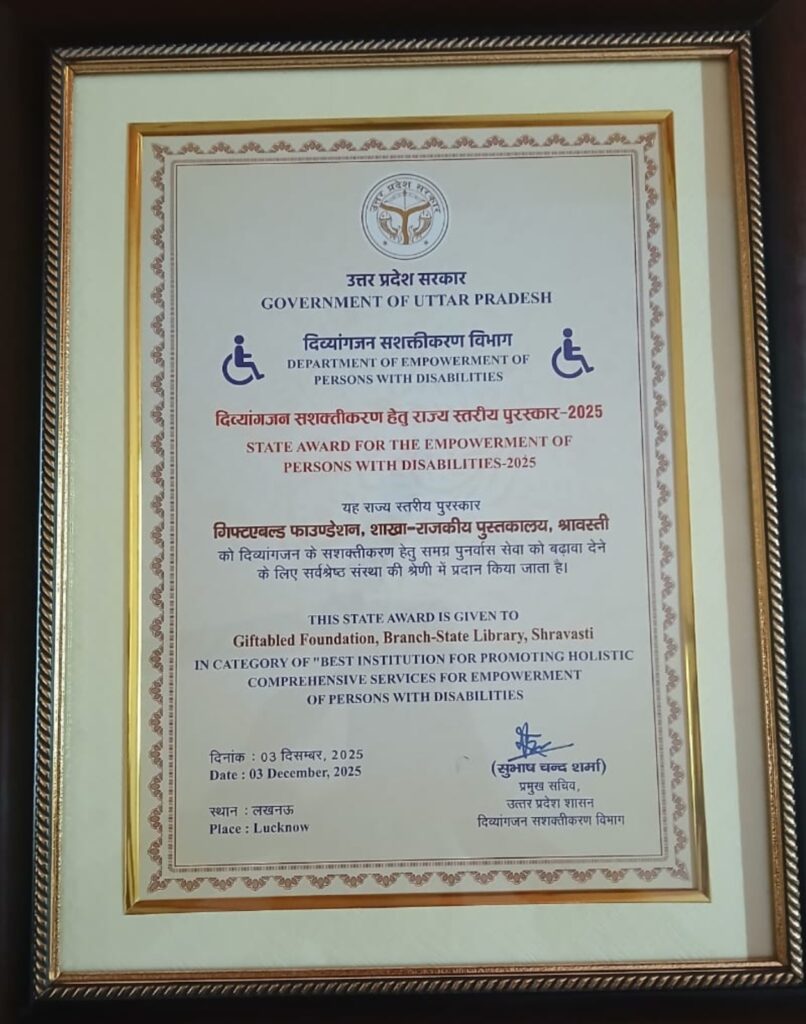 उत्तर प्रदेश सरकार
उत्तर प्रदेश सरकार
GOVERNMENT OF UTTAR PRADESH
दिव्यांगजन सशक्तीकरण विभाग
DEPARTMENT OF EMPOWERMENT OF
PERSONS WITH DISABILITIES
दिव्यांगजन सशक्तीकरण हेतु राज्य स्तरीय पुरस्कार-2025
STATE AWARD FOR THE EMPOWERMENT OF
PERSONS WITH DISABILITIES-2025
यह राज्य स्तरीय पुरस्कार
गिफ्टएबल्ड फाउण्डेशन, शाखा-राजकीय पुस्तकालय, श्रावस्ती
को दिव्यांगजन के सशक्तीकरण हेतु समग्र पुनर्वास सेवा को बढ़ावा देने
के लिए सर्वश्रेष्ठ संस्था की श्रेणी में प्रदान किया जाता है।
THIS STATE AWARD IS GIVEN TO
Giftabled Foundation, Branch-State Library, Shravasti
IN CATEGORY OF "BEST INSTITUTION FOR PROMOTING HOLISTIC
COMPREHENSIVE SERVICES FOR EMPOWERMENT
OF PERSONS WITH DISABILITIES
दिनांक : 03 दिसम्बर, 2025
Date : 03 December, 2025
स्थान : लखनऊ
Place : Lucknow
(सुभाष चन्द शर्मा)
प्रमुख सचिव,
उत्तर प्रदेश शासन
दिव्यांगजन सशक्तीकरण विभाग